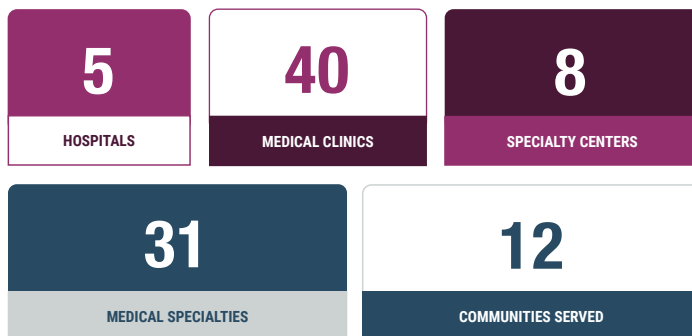 5
HOSPITALS
40
MEDICAL CLINICS
8
SPECIALTY CENTERS
31
MEDICAL SPECIALTIES
12
COMMUNITIES SERVED